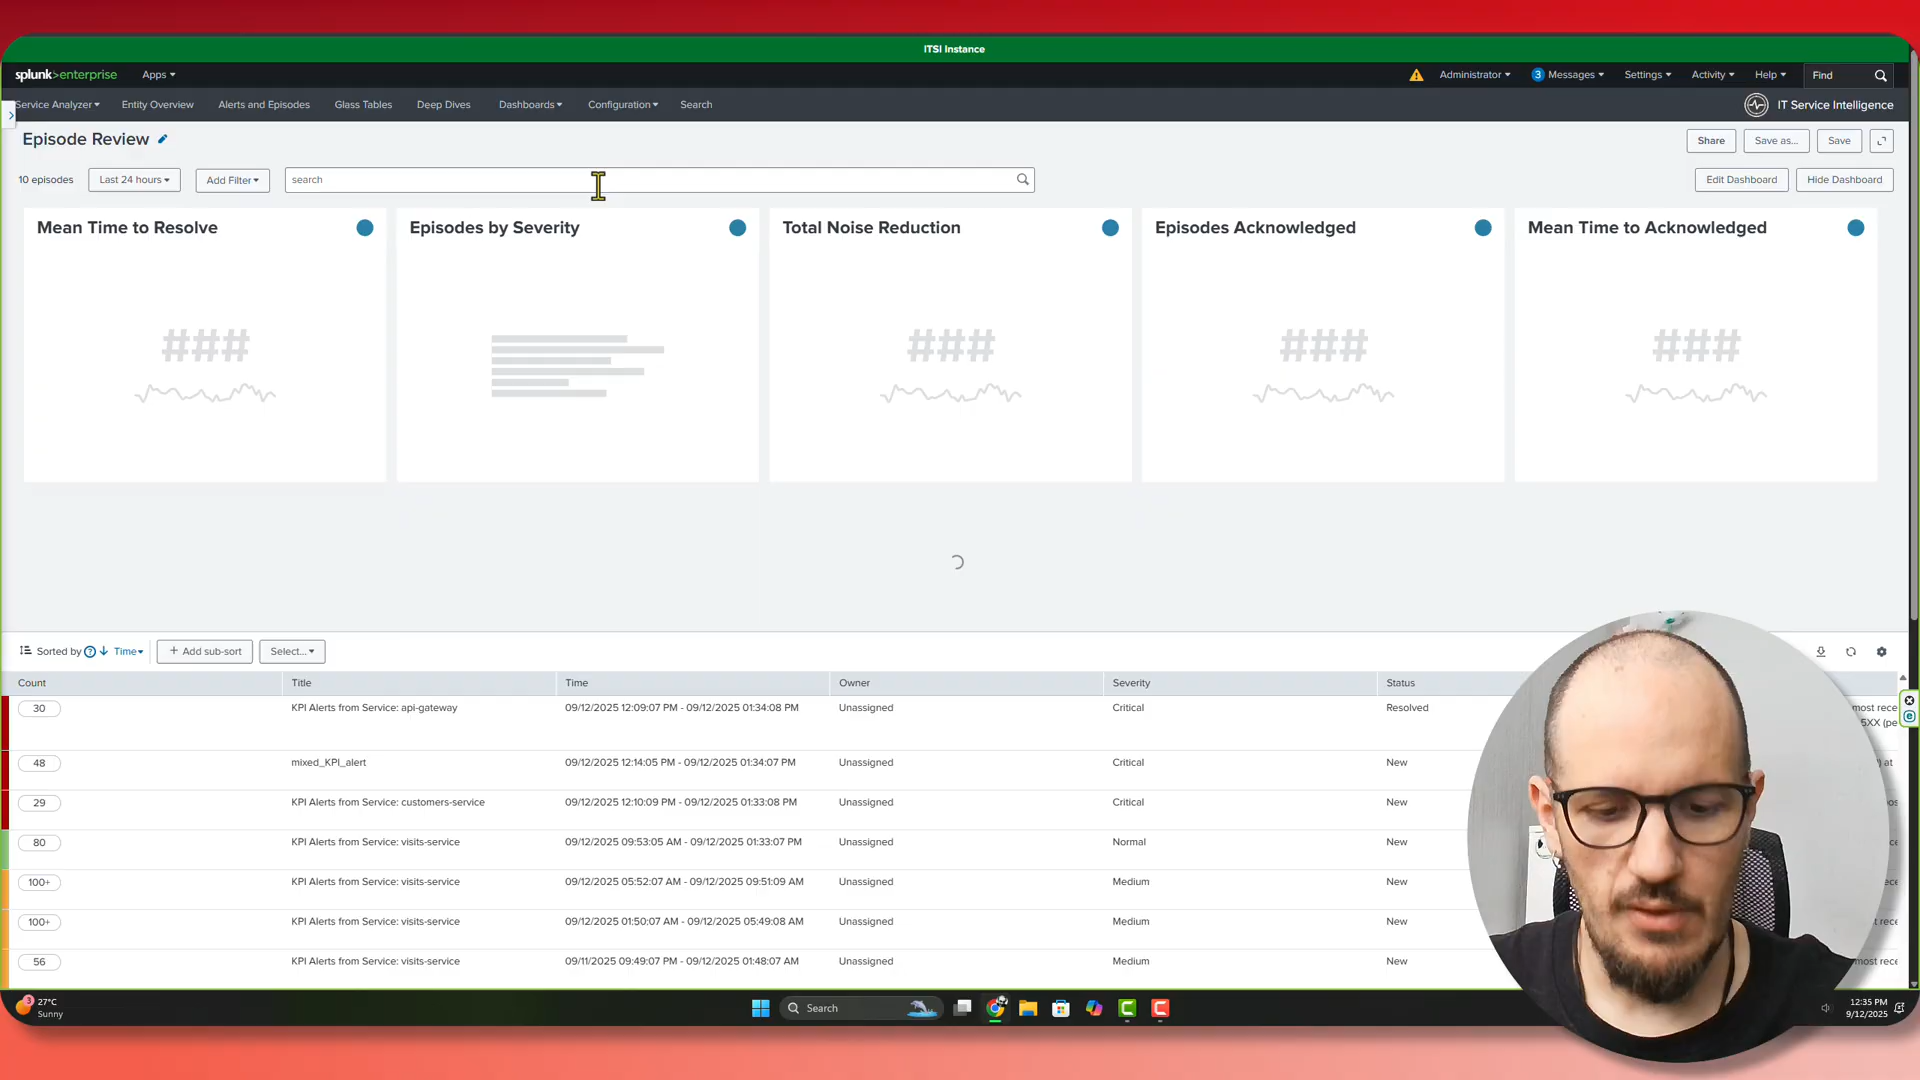 ITSI Instance
splunk>enterprise Apps Administrator 3 Messages Settings Activity Help Find
Service Analyzer Entity Overview Alerts and Episodes Glass Tables Deep Dives Dashboards Configuration Search IT Service Intelligence
Episode Review Share Save as... Save
10 episodes Last 24 hours Add Filter search Edit Dashboard Hide Dashboard
Mean Time to Resolve Episodes by Severity Total Noise Reduction Episodes Acknowledged Mean Time to Acknowledged
### ### ### ###
Sorted by ? Time + Add sub-sort Select...
Count Title Time Owner Severity Status
30 KPI Alerts from Service: api-gateway 09/12/2025 12:09:07 PM - 09/12/2025 01:34:08 PM Unassigned Critical Resolved most rece
5XX (pe
48 mixed_KPI_alert 09/12/2025 12:14:05 PM - 09/12/2025 01:34:07 PM Unassigned Critical New ) at
29 KPI Alerts from Service: customers-service 09/12/2025 12:10:09 PM - 09/12/2025 01:33:08 PM Unassigned Critical New
80 KPI Alerts from Service: visits-service 09/12/2025 09:53:05 AM - 09/12/2025 01:33:07 PM Unassigned Normal New
100+ KPI Alerts from Service: visits-service 09/12/2025 05:52:07 AM - 09/12/2025 09:51:09 AM Unassigned Medium New
100+ KPI Alerts from Service: visits-service 09/12/2025 01:50:07 AM - 09/12/2025 05:49:08 AM Unassigned Medium New
56 KPI Alerts from Service: visits-service 09/11/2025 09:49:07 PM - 09/12/2025 01:48:07 AM Unassigned Medium New most rece
3 27°C Search 12:35 PM
Sunny 9/12/2025